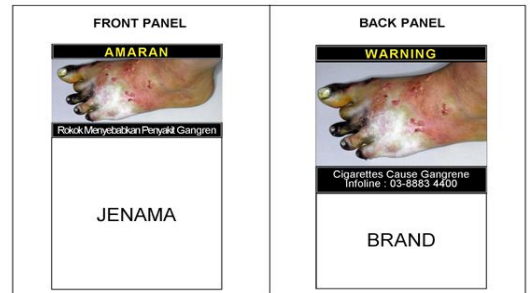 FRONT PANEL
AMARAN
Rokok Menyebabkan Penyakit Gangren
JENAMA
BACK PANEL
WARNING
Cigarettes Cause Gangrene
Infoline : 03-8883 4400
BRAND